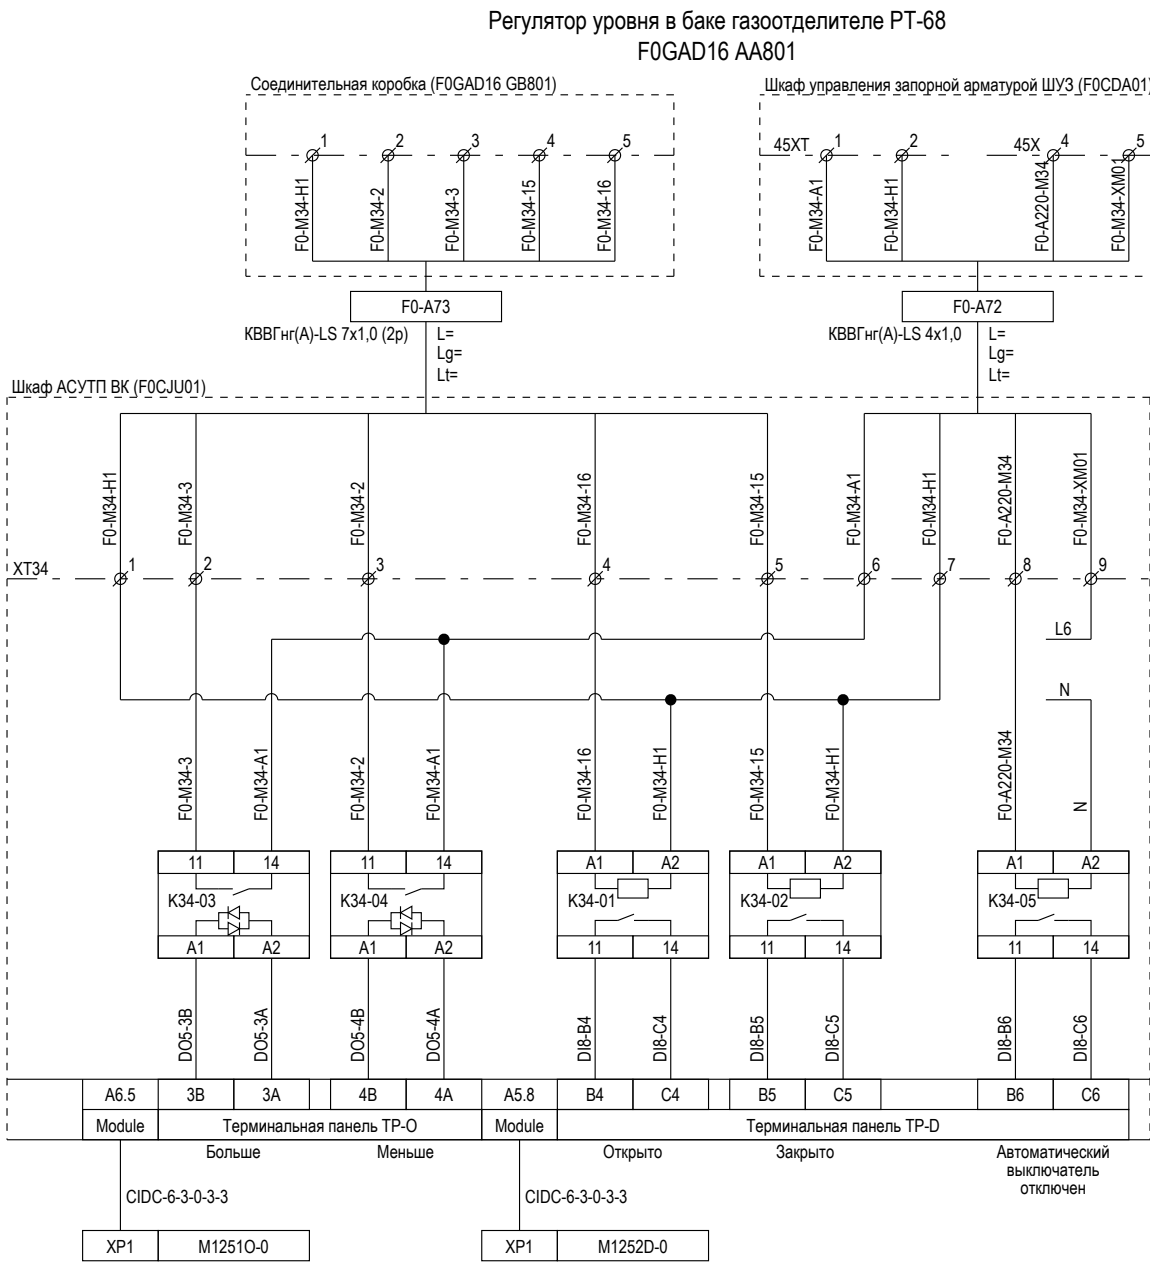 Регулятор уровня в баке газоотделителе РТ-68
F0GAD16 AA801
Соединительная коробка (F0GAD16 GB801)
Шкаф управления запорной арматурой ШУЗ (F0CDA01)
1 2 3 4 5
45XT 1 2 45X 4 5
F0-M34-H1 F0-M34-2 F0-M34-3 F0-M34-15 F0-M34-16
F0-M34-A1 F0-M34-H1 F0-A220-M34 F0-M34-XM01
F0-A73
F0-A72
КВВГнг(А)-LS 7х1,0 (2р) L=
Lg=
Lt=
КВВГнг(А)-LS 4х1,0 L=
Lg=
Lt=
Шкаф АСУТП ВК (F0CJU01)
F0-M34-H1 F0-M34-3 F0-M34-2 F0-M34-16 F0-M34-15 F0-M34-A1 F0-M34-H1 F0-A220-M34 F0-M34-XM01
XT34 1 2 3 4 5 6 7 8 9
L6
N
F0-M34-3 F0-M34-A1 F0-M34-2 F0-M34-A1 F0-M34-16 F0-M34-H1 F0-M34-15 F0-M34-H1 F0-A220-M34 N
11 14 11 14 A1 A2 A1 A2 A1 A2
K34-03 K34-04 K34-01 K34-02 K34-05
A1 A2 A1 A2 11 14 11 14 11 14
DO5-3B DO5-3A DO5-4B DO5-4A DI8-B4 DI8-C4 DI8-B5 DI8-C5 DI8-B6 DI8-C6
A6.5 3B 3A 4B 4A A5.8 B4 C4 B5 C5 B6 C6
Module Терминальная панель TP-O Module Терминальная панель TP-D
Больше Меньше Открыто Закрыто Автоматический
выключатель
отключен
CIDC-6-3-0-3-3 CIDC-6-3-0-3-3
XP1 M1251O-0 XP1 M1252D-0